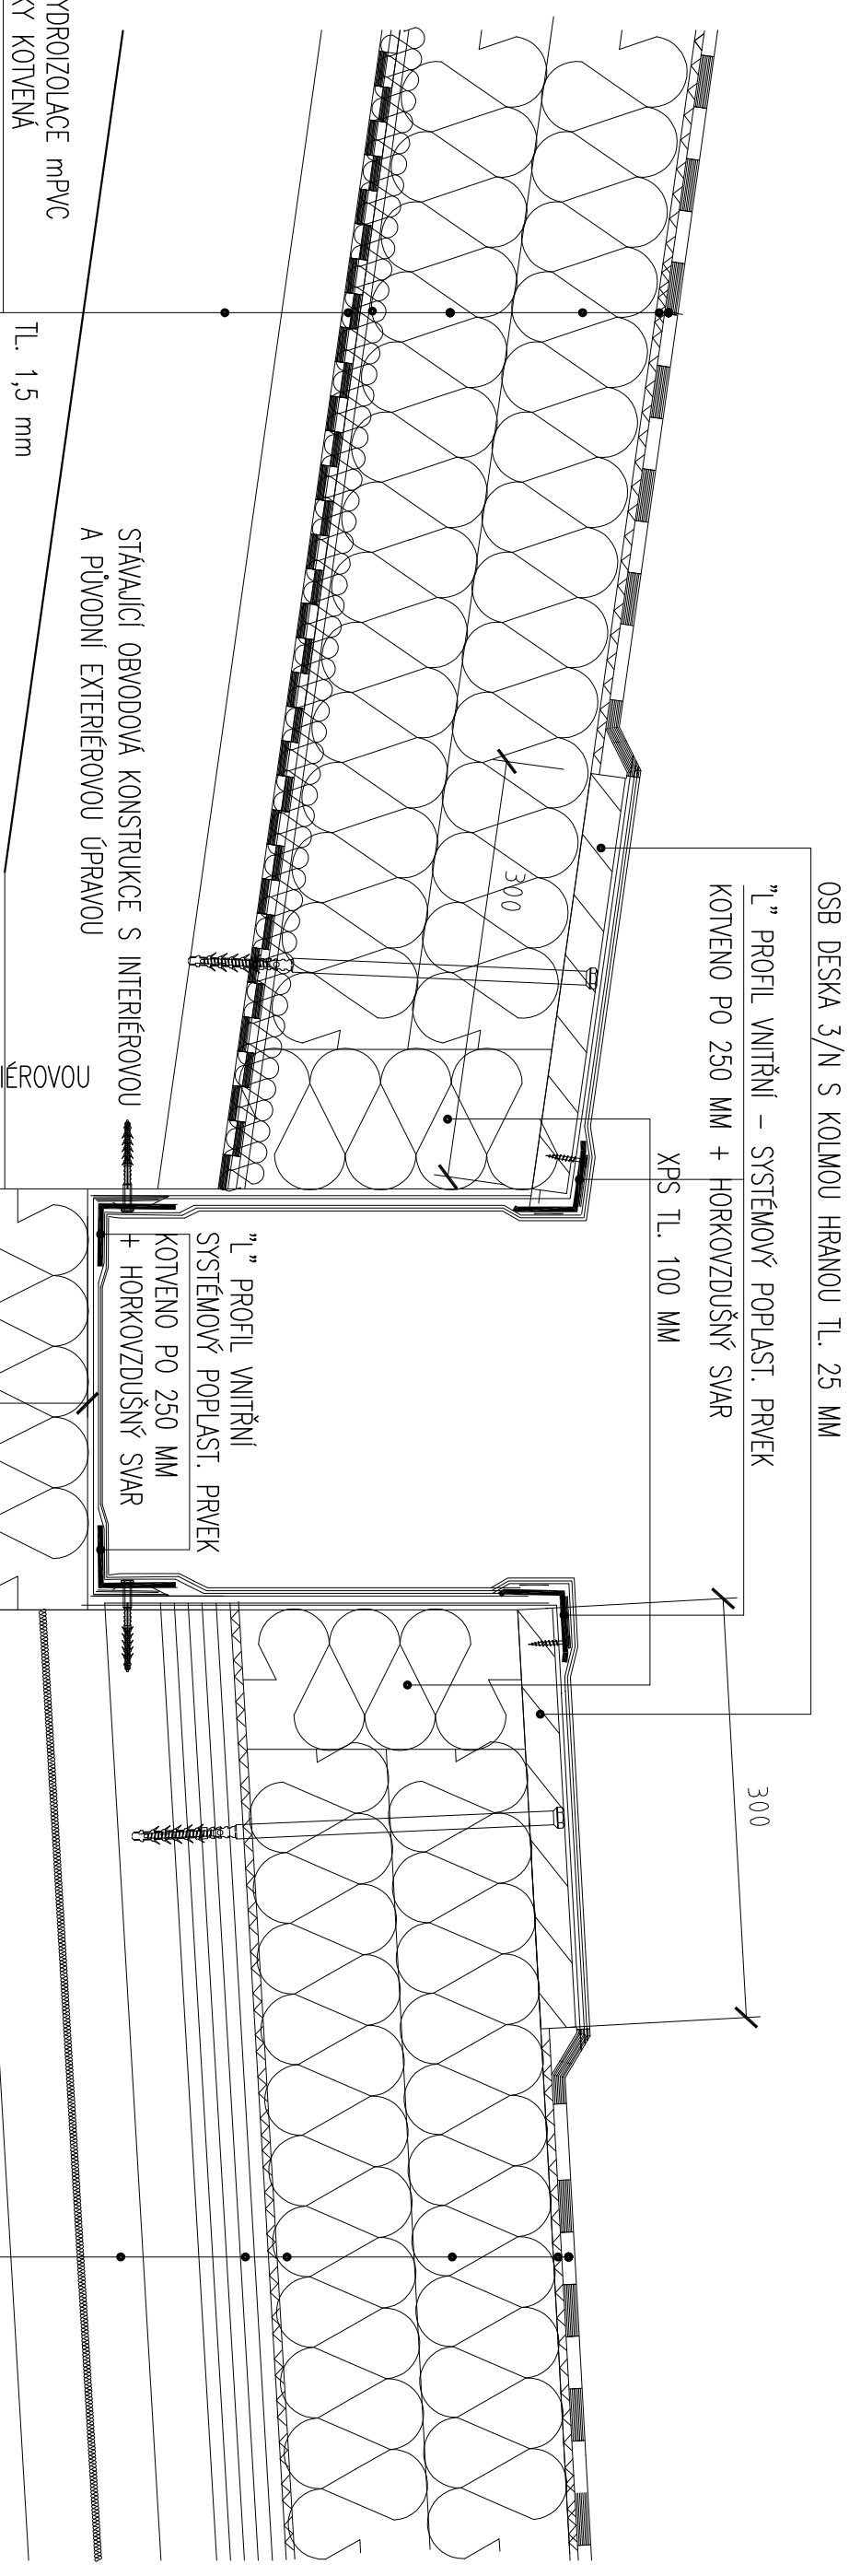 OSB DESKA 3/N S KOLMOU HRANOU TL. 25 MM
"L" PROFIL VNITŘNÍ – SYSTÉMOVÝ POPLAST. PRVEK
KOTVENO PO 250 MM + HORKOVZDUŠNÝ SVAR
XPS TL. 100 MM
300
300
"L" PROFIL VNITŘNÍ
SYSTÉMOVÝ POPLAST. PRVEK
KOTVENO PO 250 MM
+ HORKOVZDUŠNÝ SVAR
STÁVAJÍCÍ OBVODOVÁ KONSTRUKCE S INTERIÉROVOU
A PŮVODNÍ EXTERIÉROVOU ÚPRAVOU
IÉROVOU
YDROIZOLACE mPVC
KY KOTVENÁ
TL. 1,5 mm